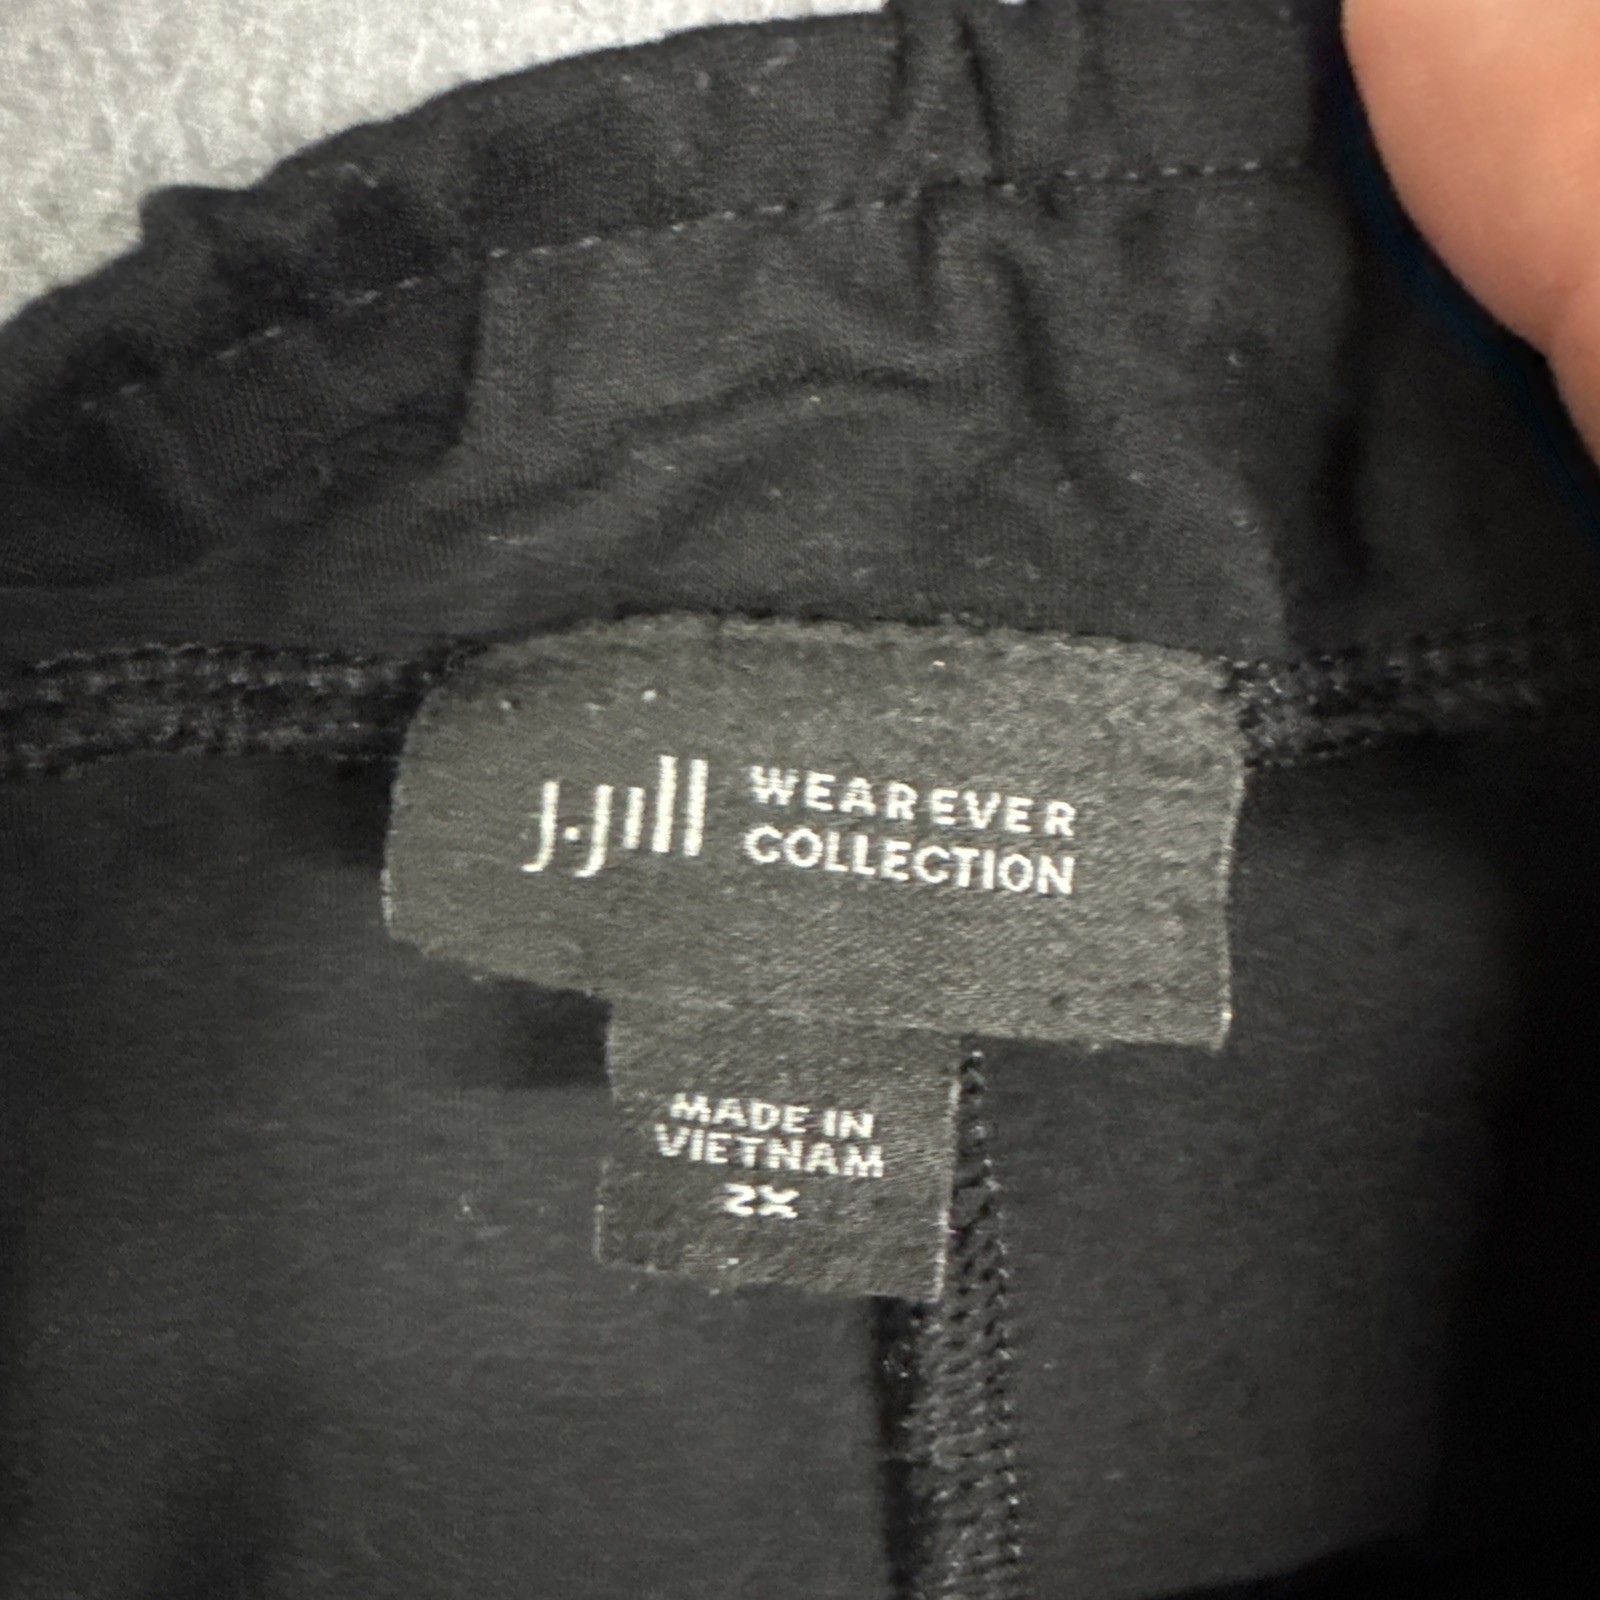 J.Jill WEAREVER
COLLECTION
MADE IN
VIETNAM
2X